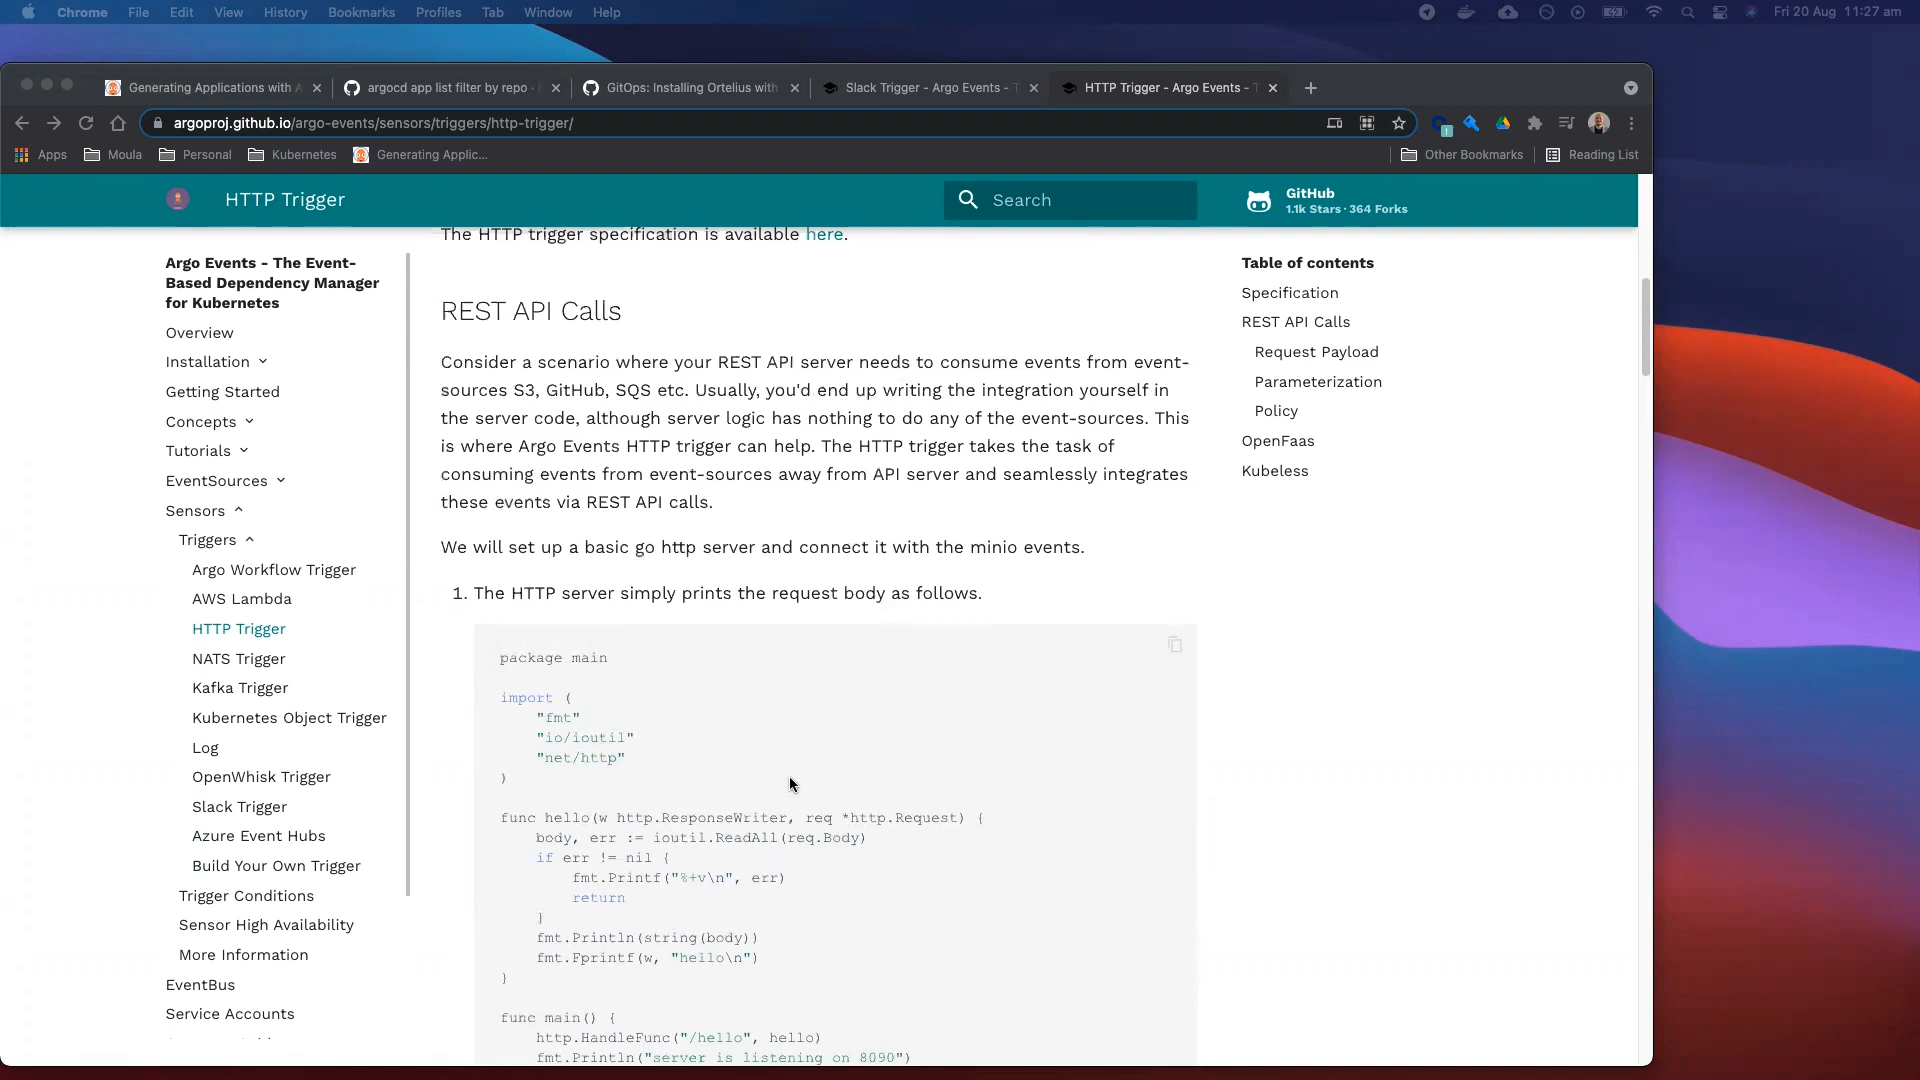 Chrome File Edit View History Bookmarks Profiles Tab Window Help Fri 20 Aug 11:27 am
Generating Applications with A argocd app list filter by repo GitOps: Installing Ortelius with Slack Trigger - Argo Events - T HTTP Trigger - Argo Events - T
argoproj.github.io/argo-events/sensors/triggers/http-trigger/
Apps Moula Personal Kubernetes Generating Applic... Other Bookmarks Reading List
HTTP Trigger Search GitHub
1.1k Stars · 364 Forks
The HTTP trigger specification is available here.
Argo Events - The Event-
Based Dependency Manager
for Kubernetes
Overview
Installation
Getting Started
Concepts
Tutorials
EventSources
Sensors
Triggers
Argo Workflow Trigger
AWS Lambda
HTTP Trigger
NATS Trigger
Kafka Trigger
Kubernetes Object Trigger
Log
OpenWhisk Trigger
Slack Trigger
Azure Event Hubs
Build Your Own Trigger
Trigger Conditions
Sensor High Availability
More Information
EventBus
Service Accounts
REST API Calls
Consider a scenario where your REST API server needs to consume events from event-
sources S3, GitHub, SQS etc. Usually, you'd end up writing the integration yourself in
the server code, although server logic has nothing to do any of the event-sources. This
is where Argo Events HTTP trigger can help. The HTTP trigger takes the task of
consuming events from event-sources away from API server and seamlessly integrates
these events via REST API calls.
We will set up a basic go http server and connect it with the minio events.
1. The HTTP server simply prints the request body as follows.
package main
import (
"fmt"
"io/ioutil"
"net/http"
)
func hello(w http.ResponseWriter, req *http.Request) {
body, err := ioutil.ReadAll(req.Body)
if err != nil {
fmt.Printf("%+v\n", err)
return
}
fmt.Println(string(body))
fmt.Fprintf(w, "hello\n")
}
func main() {
http.HandleFunc("/hello", hello)
fmt.Println("server is listening on 8090")
Table of contents
Specification
REST API Calls
Request Payload
Parameterization
Policy
OpenFaas
Kubeless